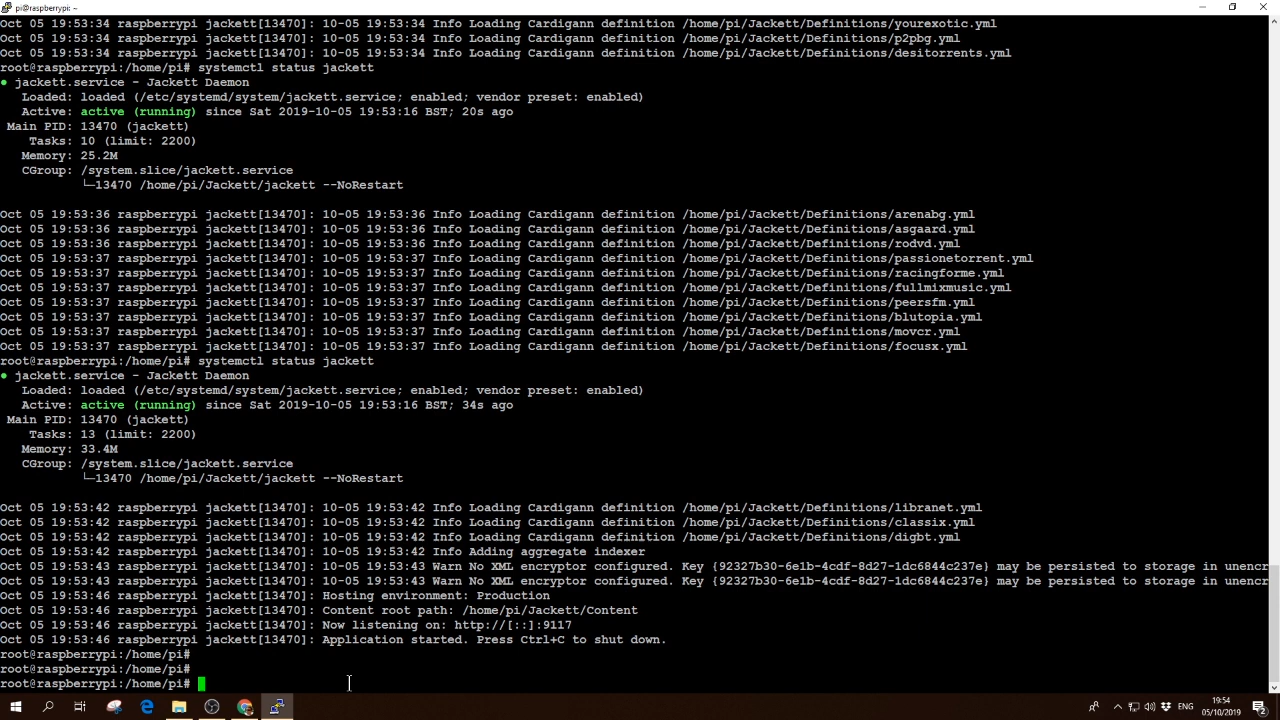 pi@raspberrypi: ~
Oct 05 19:53:34 raspberrypi jackett[13470]: 10-05 19:53:34 Info Loading Cardigann definition /home/pi/Jackett/Definitions/yourexotic.yml
Oct 05 19:53:34 raspberrypi jackett[13470]: 10-05 19:53:34 Info Loading Cardigann definition /home/pi/Jackett/Definitions/p2pbg.yml
Oct 05 19:53:34 raspberrypi jackett[13470]: 10-05 19:53:34 Info Loading Cardigann definition /home/pi/Jackett/Definitions/desitorrents.yml
root@raspberrypi:/home/pi# systemctl status jackett
● jackett.service - Jackett Daemon
Loaded: loaded (/etc/systemd/system/jackett.service; enabled; vendor preset: enabled)
Active: active (running) since Sat 2019-10-05 19:53:16 BST; 20s ago
Main PID: 13470 (jackett)
Tasks: 10 (limit: 2200)
Memory: 25.2M
CGroup: /system.slice/jackett.service
└─13470 /home/pi/Jackett/jackett --NoRestart
Oct 05 19:53:36 raspberrypi jackett[13470]: 10-05 19:53:36 Info Loading Cardigann definition /home/pi/Jackett/Definitions/arenabg.yml
Oct 05 19:53:36 raspberrypi jackett[13470]: 10-05 19:53:36 Info Loading Cardigann definition /home/pi/Jackett/Definitions/asgaard.yml
Oct 05 19:53:36 raspberrypi jackett[13470]: 10-05 19:53:36 Info Loading Cardigann definition /home/pi/Jackett/Definitions/rodvd.yml
Oct 05 19:53:37 raspberrypi jackett[13470]: 10-05 19:53:37 Info Loading Cardigann definition /home/pi/Jackett/Definitions/passionetorrent.yml
Oct 05 19:53:37 raspberrypi jackett[13470]: 10-05 19:53:37 Info Loading Cardigann definition /home/pi/Jackett/Definitions/racingforme.yml
Oct 05 19:53:37 raspberrypi jackett[13470]: 10-05 19:53:37 Info Loading Cardigann definition /home/pi/Jackett/Definitions/fullmixmusic.yml
Oct 05 19:53:37 raspberrypi jackett[13470]: 10-05 19:53:37 Info Loading Cardigann definition /home/pi/Jackett/Definitions/peersfm.yml
Oct 05 19:53:37 raspberrypi jackett[13470]: 10-05 19:53:37 Info Loading Cardigann definition /home/pi/Jackett/Definitions/blutopia.yml
Oct 05 19:53:37 raspberrypi jackett[13470]: 10-05 19:53:37 Info Loading Cardigann definition /home/pi/Jackett/Definitions/movcr.yml
Oct 05 19:53:37 raspberrypi jackett[13470]: 10-05 19:53:37 Info Loading Cardigann definition /home/pi/Jackett/Definitions/focusx.yml
root@raspberrypi:/home/pi# systemctl status jackett
● jackett.service - Jackett Daemon
Loaded: loaded (/etc/systemd/system/jackett.service; enabled; vendor preset: enabled)
Active: active (running) since Sat 2019-10-05 19:53:16 BST; 34s ago
Main PID: 13470 (jackett)
Tasks: 13 (limit: 2200)
Memory: 33.4M
CGroup: /system.slice/jackett.service
└─13470 /home/pi/Jackett/jackett --NoRestart
Oct 05 19:53:42 raspberrypi jackett[13470]: 10-05 19:53:42 Info Loading Cardigann definition /home/pi/Jackett/Definitions/libranet.yml
Oct 05 19:53:42 raspberrypi jackett[13470]: 10-05 19:53:42 Info Loading Cardigann definition /home/pi/Jackett/Definitions/classix.yml
Oct 05 19:53:42 raspberrypi jackett[13470]: 10-05 19:53:42 Info Loading Cardigann definition /home/pi/Jackett/Definitions/digbt.yml
Oct 05 19:53:42 raspberrypi jackett[13470]: 10-05 19:53:42 Info Adding aggregate indexer
Oct 05 19:53:43 raspberrypi jackett[13470]: 10-05 19:53:43 Warn No XML encryptor configured. Key {92327b30-6e1b-4cdf-8d27-1dc6844c237e} may be persisted to storage in unencr
Oct 05 19:53:43 raspberrypi jackett[13470]: 10-05 19:53:43 Warn No XML encryptor configured. Key {92327b30-6e1b-4cdf-8d27-1dc6844c237e} may be persisted to storage in unencr
Oct 05 19:53:46 raspberrypi jackett[13470]: Hosting environment: Production
Oct 05 19:53:46 raspberrypi jackett[13470]: Content root path: /home/pi/Jackett/Content
Oct 05 19:53:46 raspberrypi jackett[13470]: Now listening on: http://[::]:9117
Oct 05 19:53:46 raspberrypi jackett[13470]: Application started. Press Ctrl+C to shut down.
root@raspberrypi:/home/pi#
root@raspberrypi:/home/pi#
root@raspberrypi:/home/pi#
ENG
19:54
05/10/2019
2